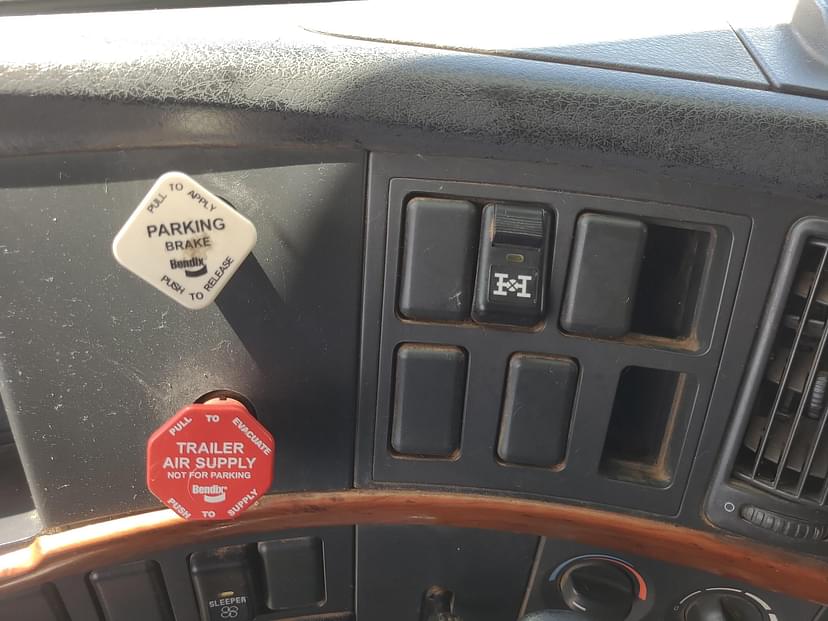 PULL TO APPLY
PARKING
BRAKE
Bendix
PUSH TO RELEASE
PULL TO EVACUATE
TRAILER
AIR SUPPLY
NOT FOR PARKING
Bendix
PUSH TO SUPPLY
SLEEPER